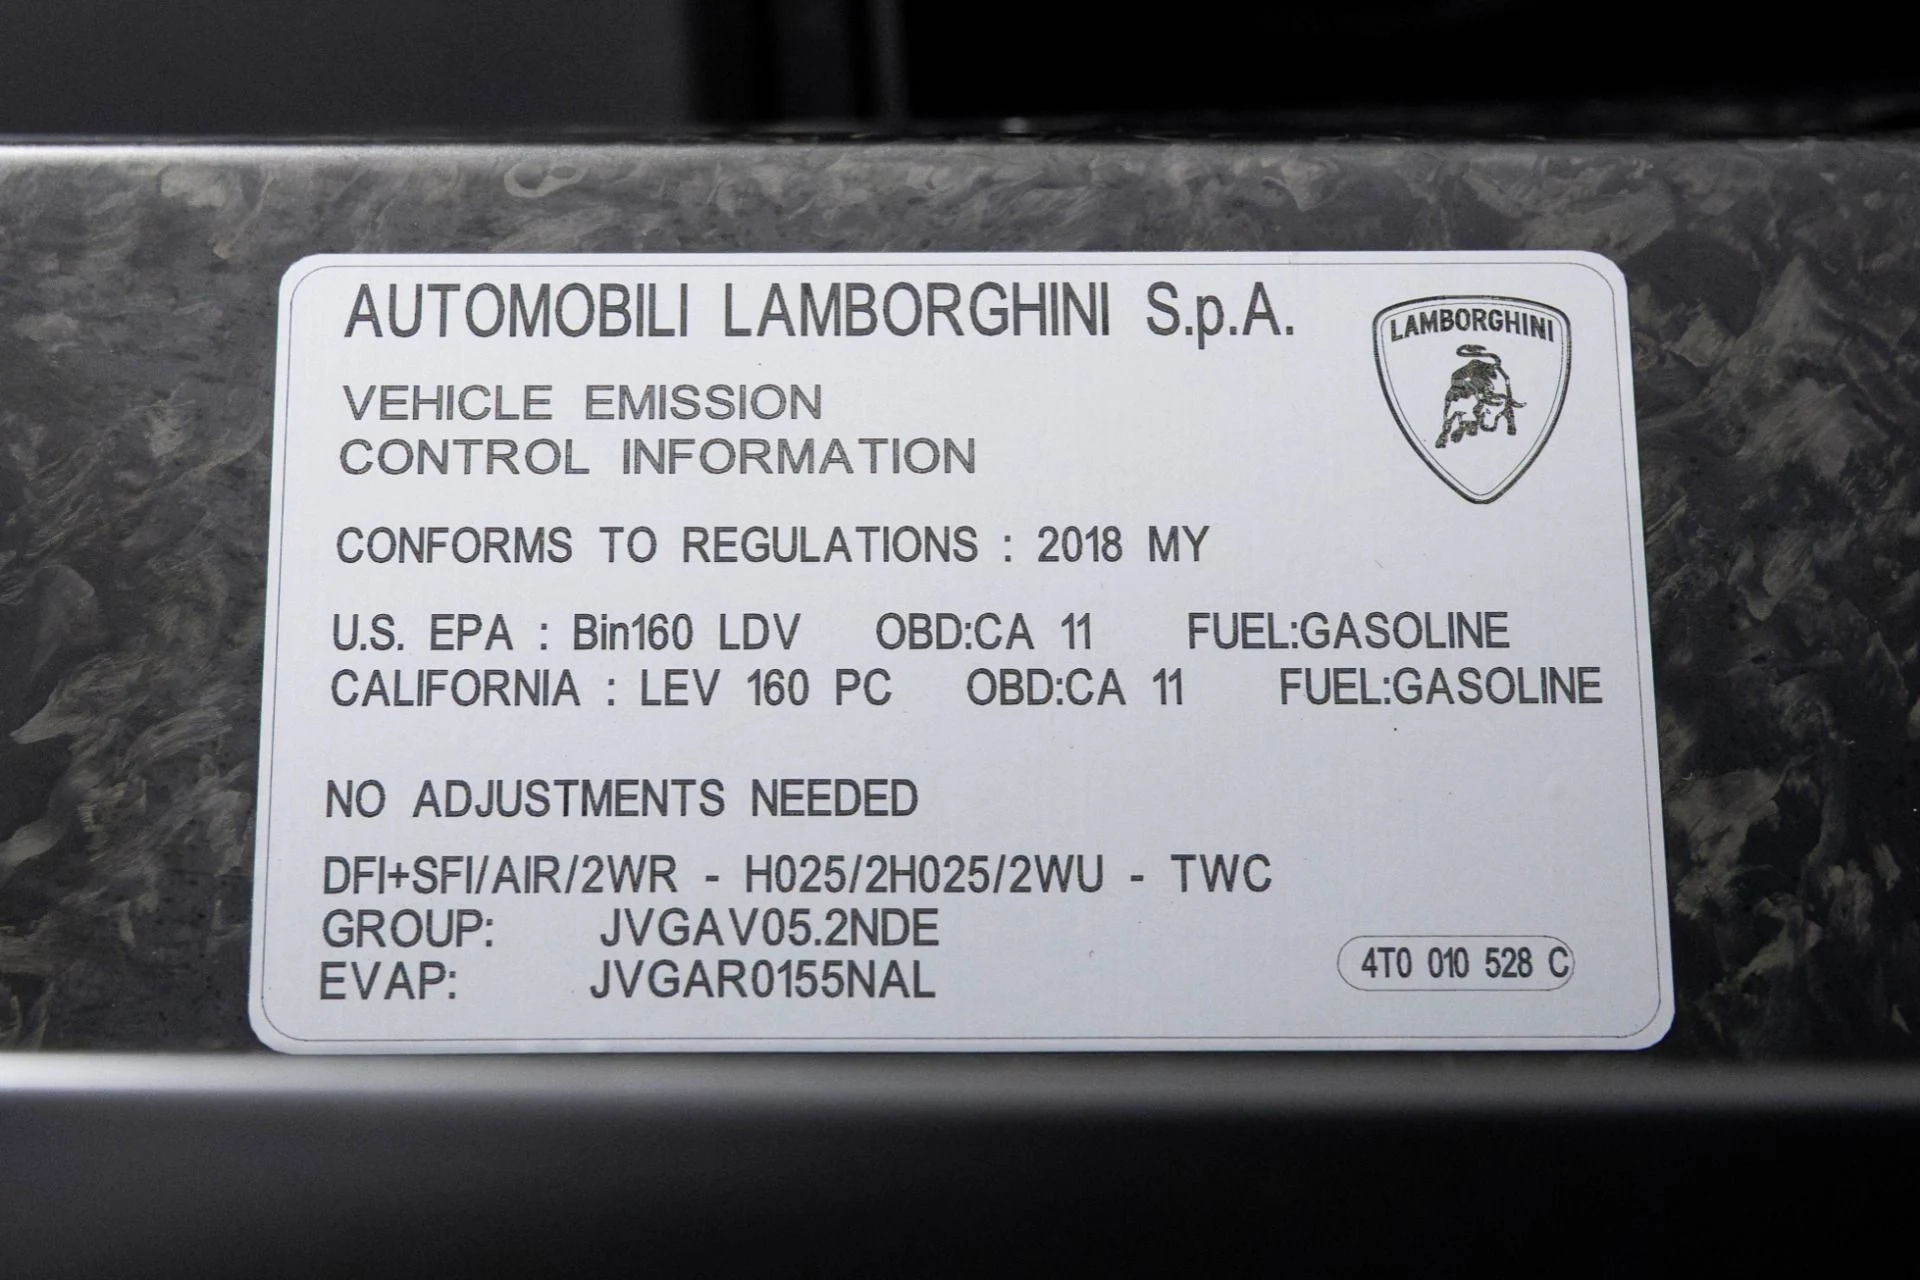 AUTOMOBILI LAMBORGHINI S.p.A.
LAMBORGHINI
VEHICLE EMISSION
CONTROL INFORMATION
CONFORMS TO REGULATIONS : 2018 MY
U.S. EPA : Bin160 LDV OBD:CA 11 FUEL:GASOLINE
CALIFORNIA : LEV 160 PC OBD:CA 11 FUEL:GASOLINE
NO ADJUSTMENTS NEEDED
DFI+SFI/AIR/2WR - HO25/2HO25/2WU - TWC
GROUP: JVGAV05.2NDE
EVAP: JVGAR0155NAL
4T0 010 528 C